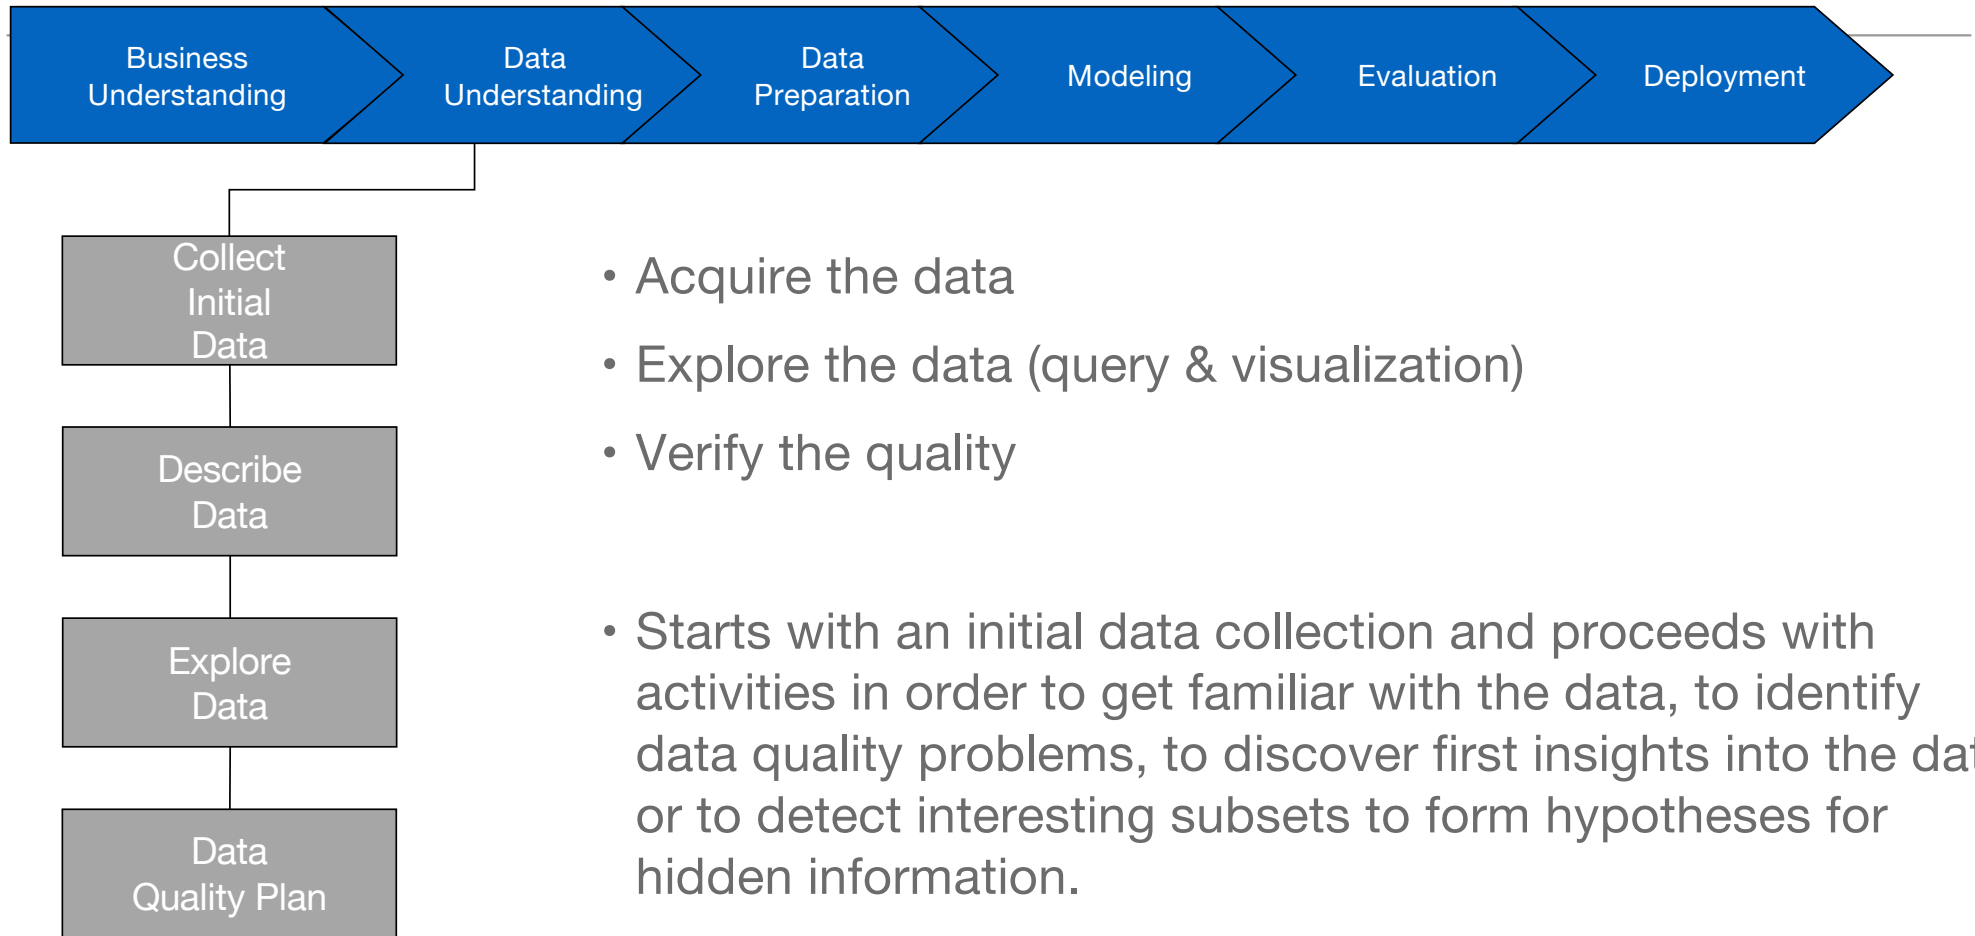 Business
Understanding
Data
Understanding
Data
Preparation
Modeling
Evaluation
Deployment
Collect
Initial
Data
Describe
Data
Explore
Data
Data
Quality Plan
• Acquire the data
• Explore the data (query & visualization)
• Verify the quality
• Starts with an initial data collection and proceeds with
activities in order to get familiar with the data, to identify
data quality problems, to discover first insights into the
or to detect interesting subsets to form hypotheses for
hidden information.